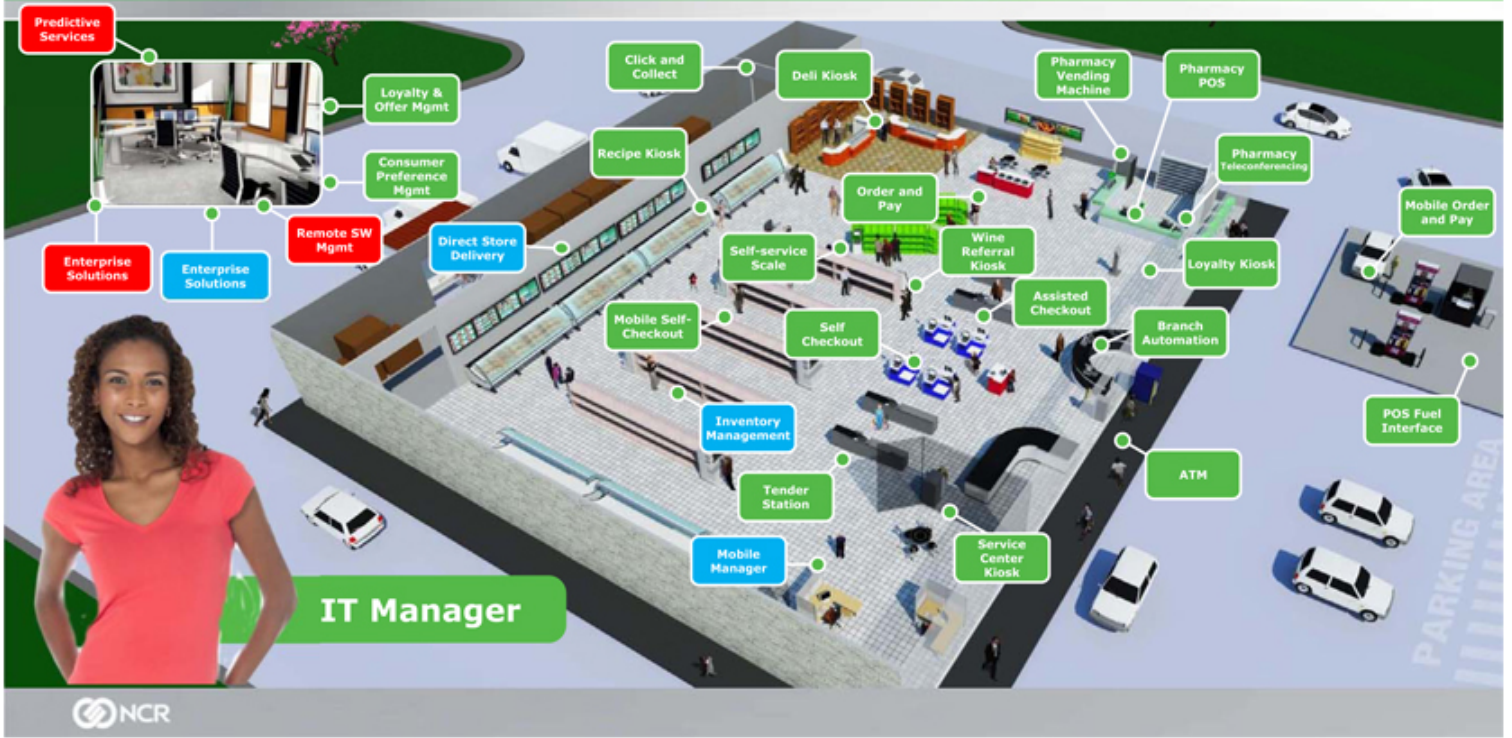 Predictive
Services
Loyalty &
Offer Mgmt
Consumer
Preference
Mgmt
Enterprise
Solutions
Enterprise
Solutions
Remote SW
Mgmt
Click and
Collect
Deli Kiosk
Pharmacy
Vending
Machine
Pharmacy
POS
Recipe Kiosk
Pharmacy
Teleconferencing
Order and
Pay
Mobile Order
and Pay
Direct Store
Delivery
Self-service
Scale
Wine
Referral
Kiosk
Loyalty Kiosk
Mobile Self-
Checkout
Self
Checkout
Assisted
Checkout
Branch
Automation
Inventory
Management
POS Fuel
Interface
Tender
Station
ATM
Mobile
Manager
Service
Center
Kiosk
PARKING AREA
IT Manager
NCR